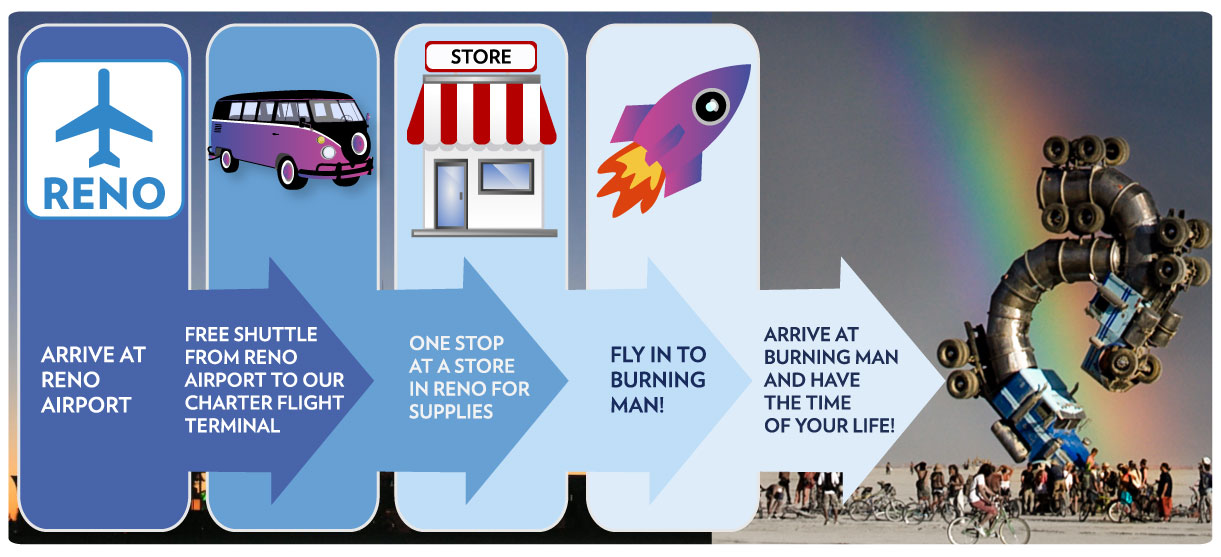 RENO
STORE
ARRIVE AT
RENO
AIRPORT
FREE SHUTTLE
FROM RENO
AIRPORT TO OUR
CHARTER FLIGHT
TERMINAL
ONE STOP
AT A STORE
IN RENO FOR
SUPPLIES
FLY IN TO
BURNING
MAN!
ARRIVE AT
BURNING MAN
AND HAVE
THE TIME
OF YOUR LIFE!